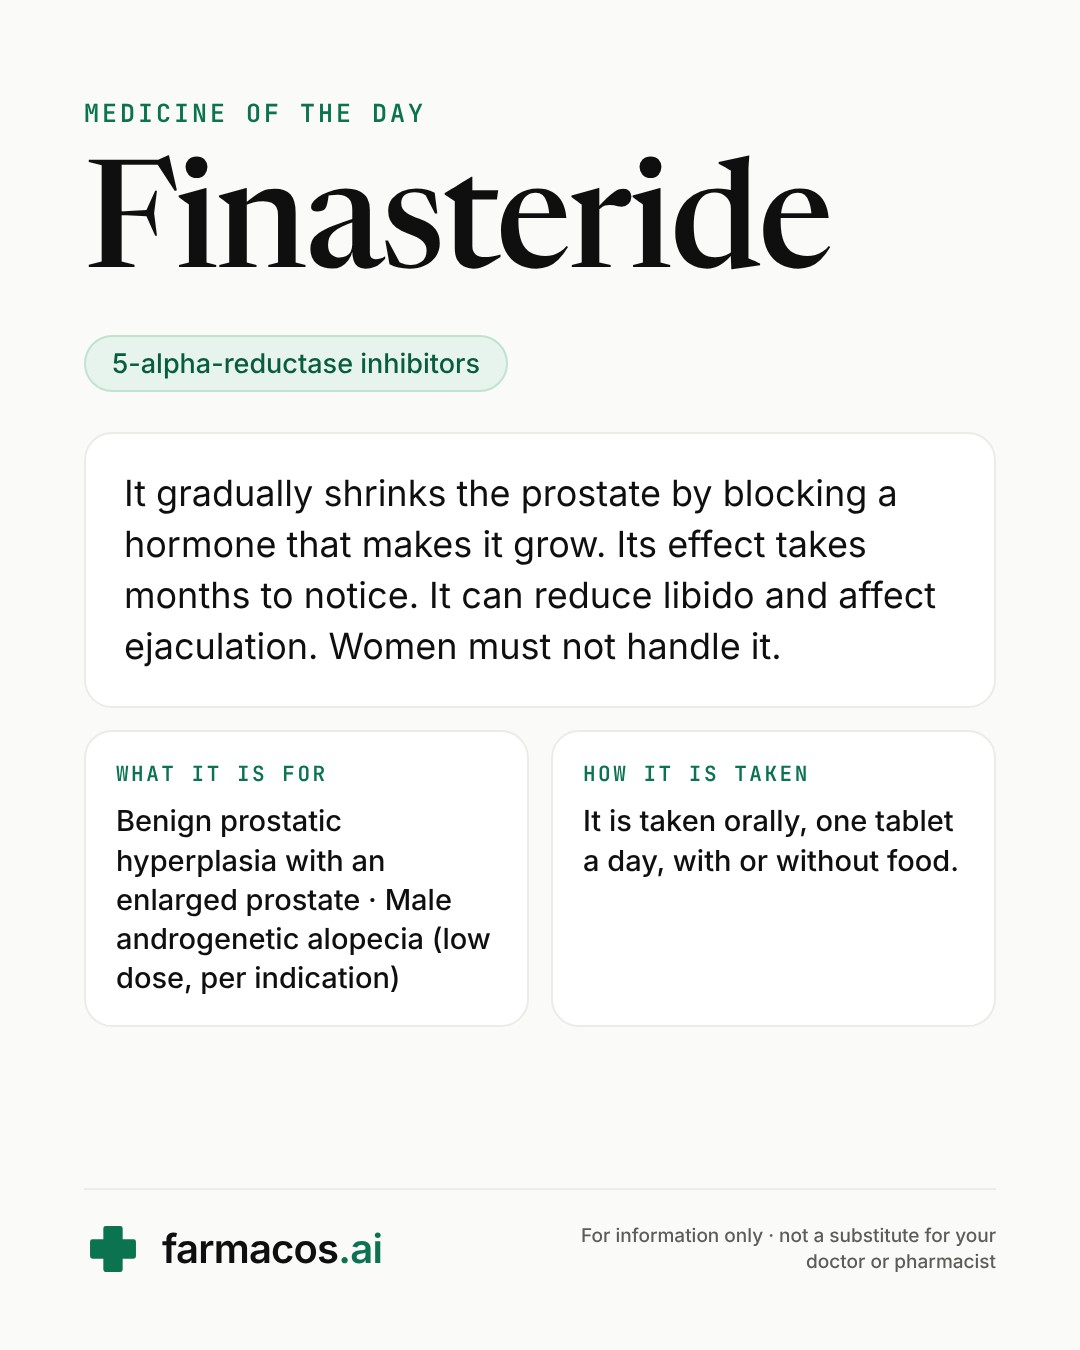 MEDICINE OF THE DAY
Finasteride
5-alpha-reductase inhibitors
It gradually shrinks the prostate by blocking a
hormone that makes it grow. Its effect takes
months to notice. It can reduce libido and affect
ejaculation. Women must not handle it.
WHAT IT IS FOR
Benign prostatic
hyperplasia with an
enlarged prostate · Male
androgenetic alopecia (low
dose, per indication)
HOW IT IS TAKEN
It is taken orally, one tablet
a day, with or without food.
farmacos.ai
For information only · not a substitute for your
doctor or pharmacist